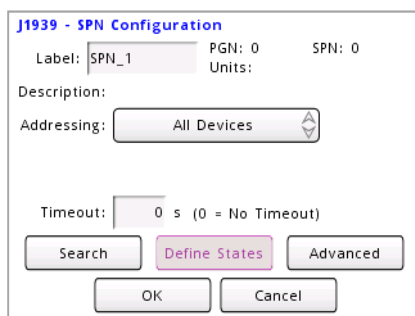 J1939 - SPN Configuration
Label: SPN_1 PGN: 0 SPN: 0
Units:
Description:
Addressing: All Devices
Timeout: 0 s (0 = No Timeout)
Search Define States Advanced
OK Cancel